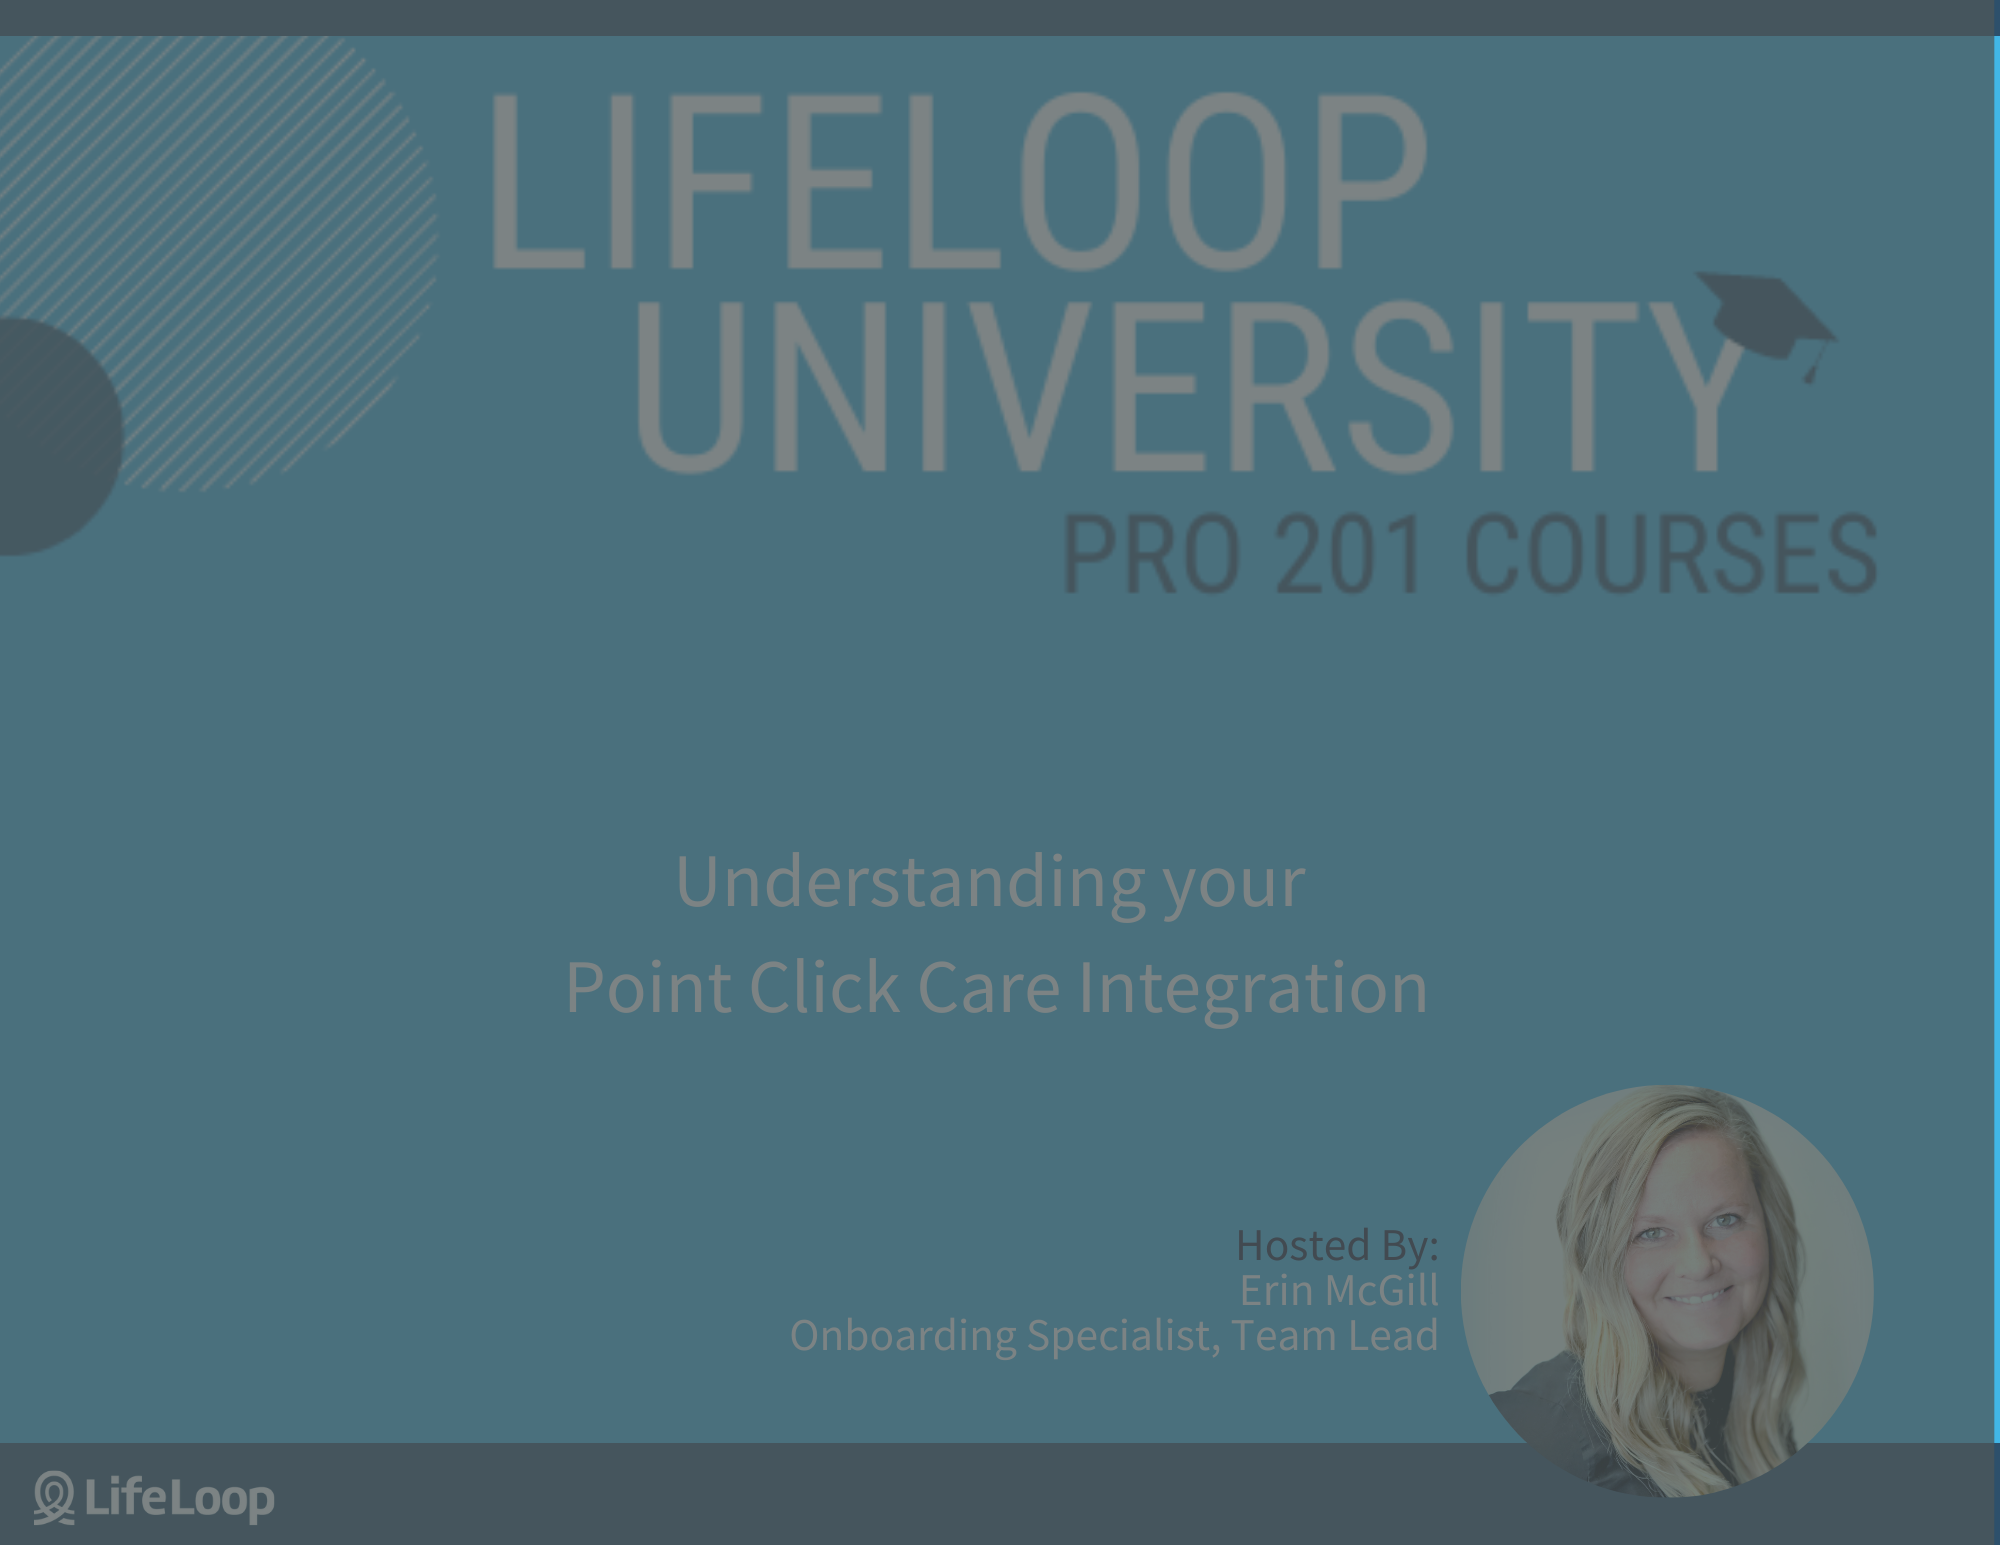 LIFELOOP
UNIVERSITY
PRO 201 COURSES
Understanding your
Point Click Care Integration
Hosted By:
Erin McGill
Onboarding Specialist, Team Lead
LifeLoop